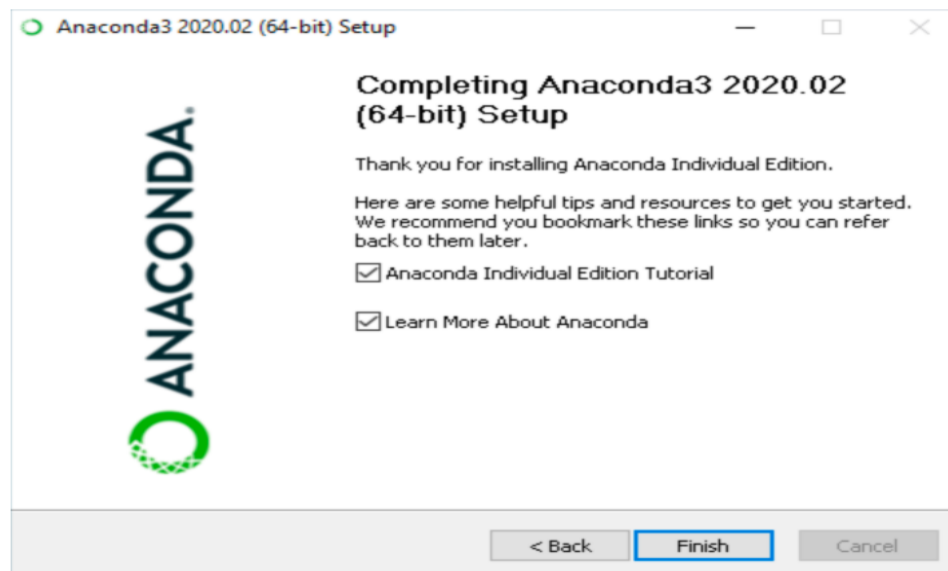 Anaconda3 2020.02 (64-bit) Setup
ANACONDA.
Completing Anaconda3 2020.02
(64-bit) Setup
Thank you for installing Anaconda Individual Edition.
Here are some helpful tips and resources to get you started.
We recommend you bookmark these links so you can refer
back to them later.
Anaconda Individual Edition Tutorial
Learn More About Anaconda
< Back Finish Cancel